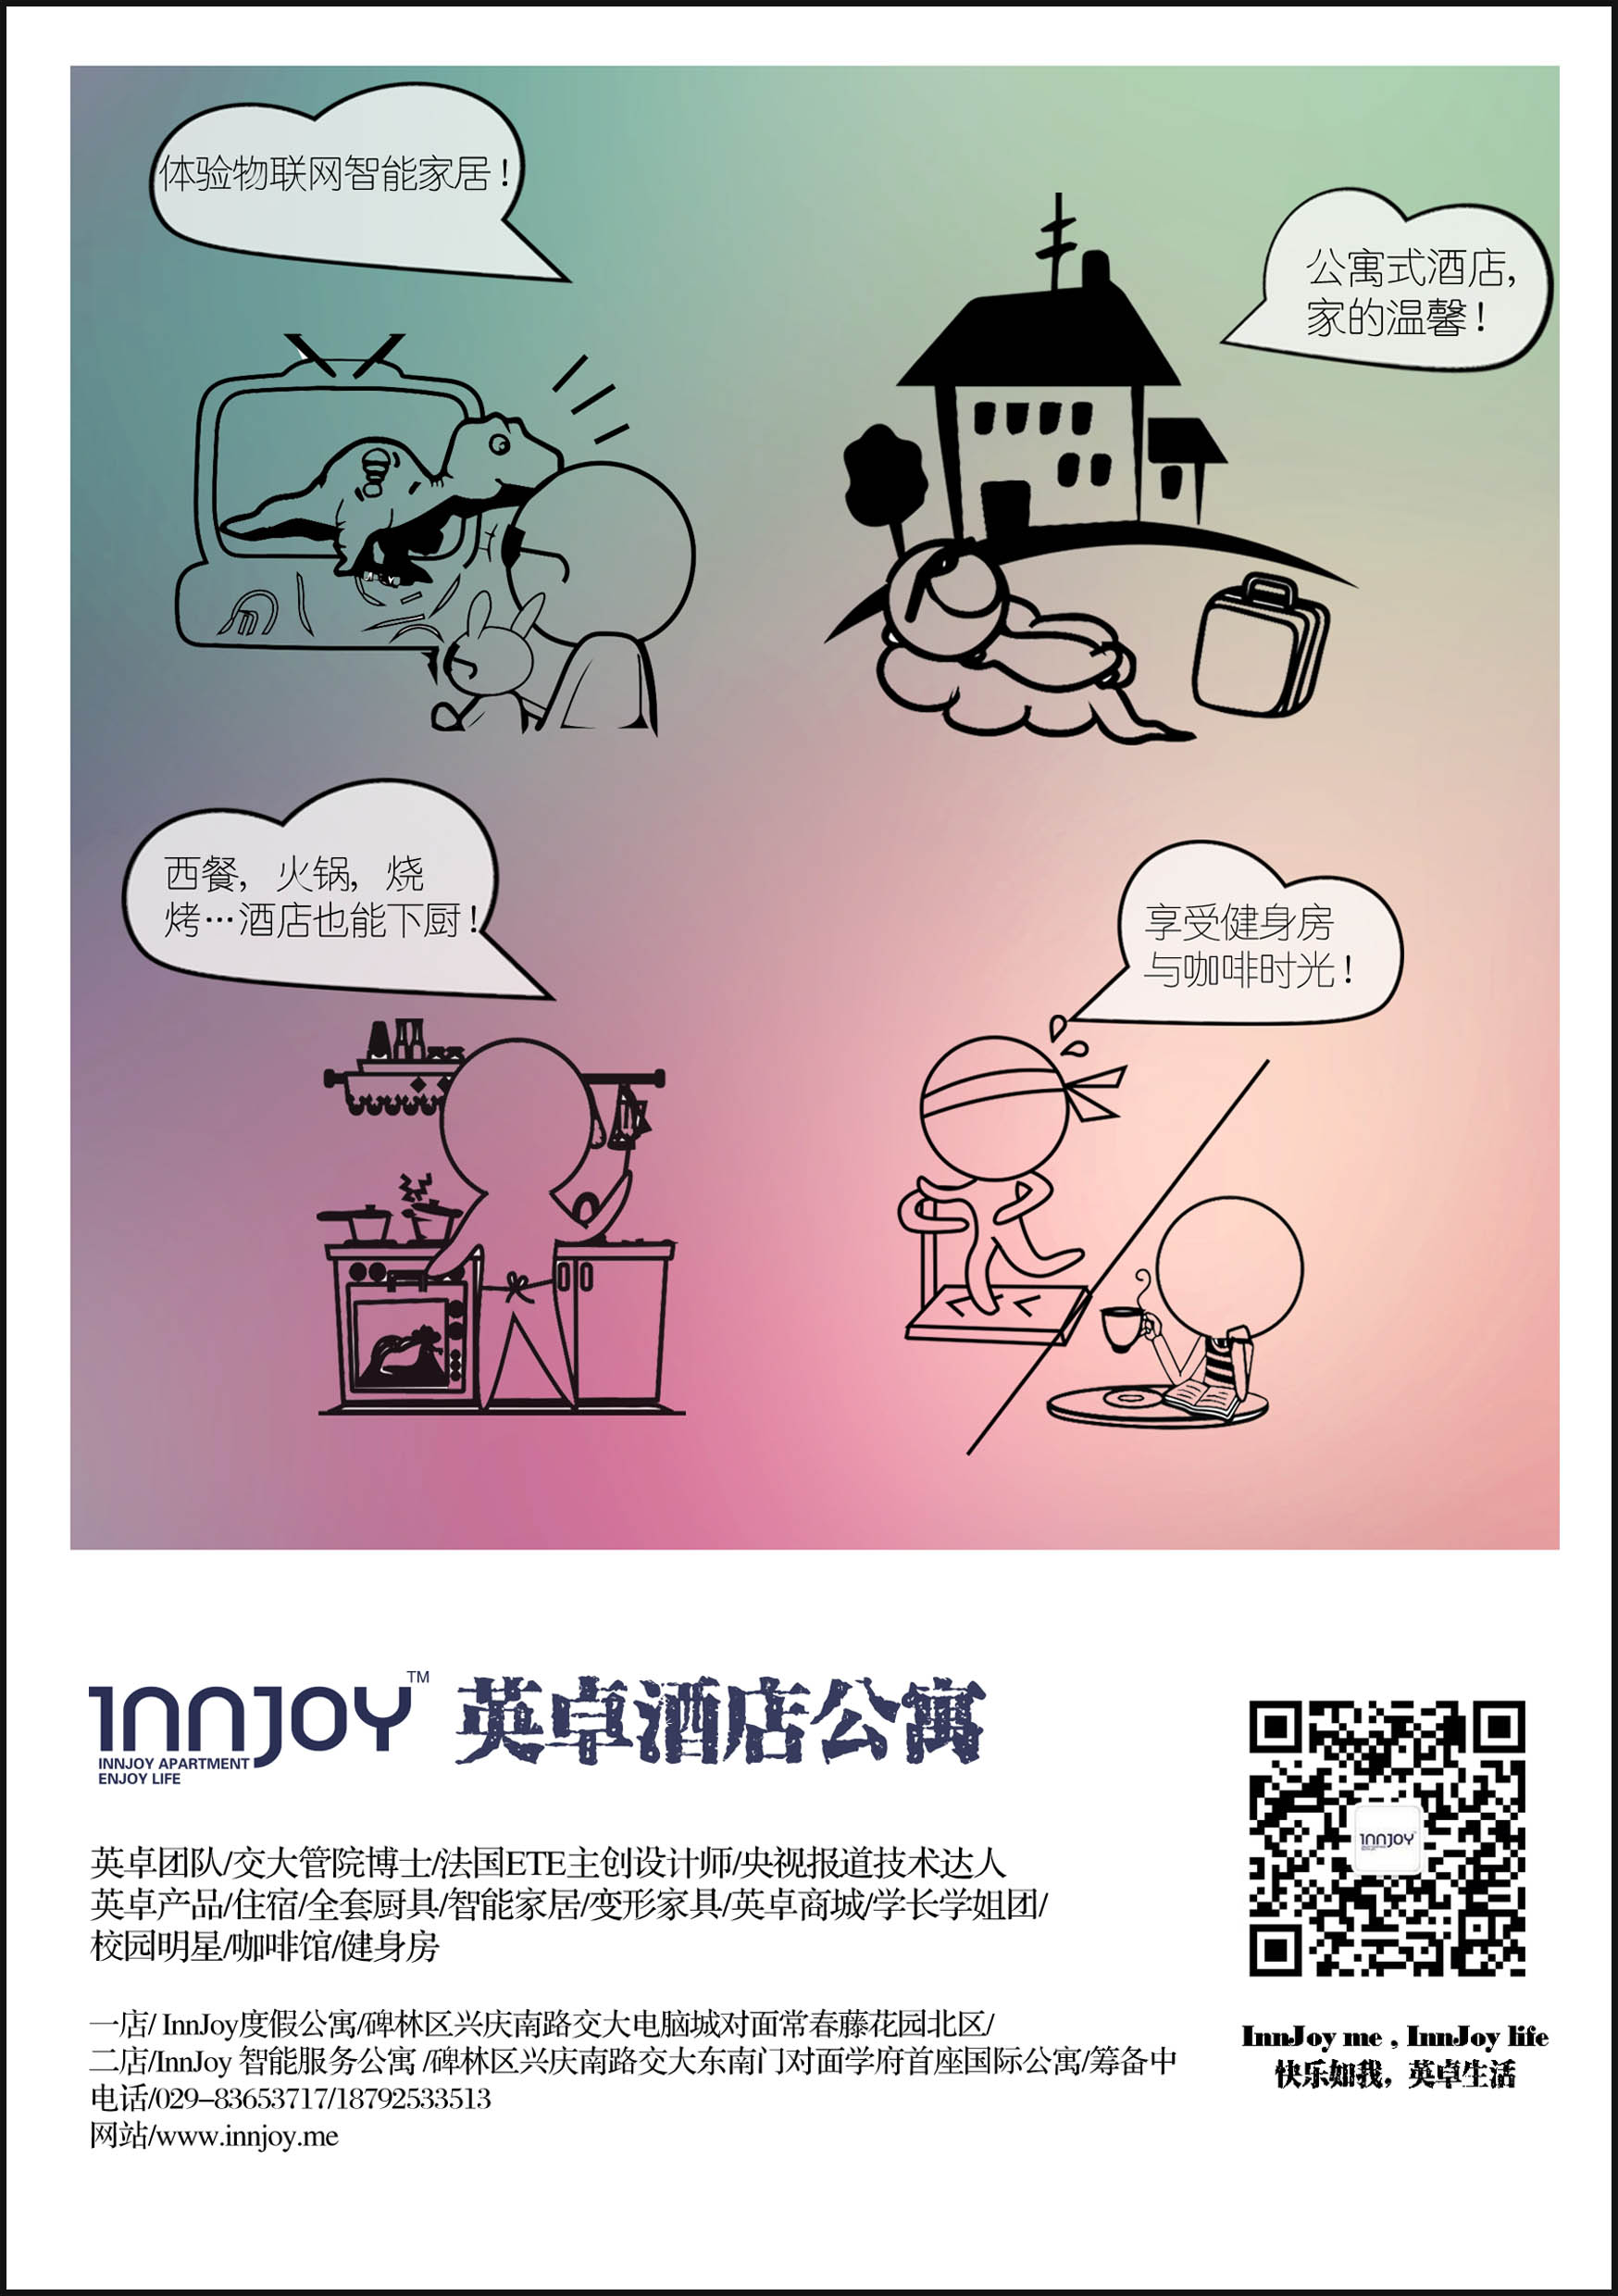 体验物联网智能家居！
公寓式酒店，
家的温馨！
西餐，火锅，烧
烤…酒店也能下厨！
享受健身房
与咖啡时光！
InnJOY™ 英卓酒店公寓
INNJOY APARTMENT
ENJOY LIFE
英卓团队/交大管院博士/法国ETE主创设计师/央视报道技术达人
英卓产品/住宿/全套厨具/智能家居/变形家具/英卓商城/学长学姐团/
校园明星/咖啡馆/健身房
一店/ InnJoy度假公寓/碑林区兴庆南路交大电脑城对面常春藤花园北区/
二店/InnJoy 智能服务公寓 /碑林区兴庆南路交大东南门对面学府首座国际公寓/筹备中
电话/029-83653717/18792533513
网站/www.innjoy.me
InnJOY
InnJoy me , InnJoy life
快乐如我，英卓生活